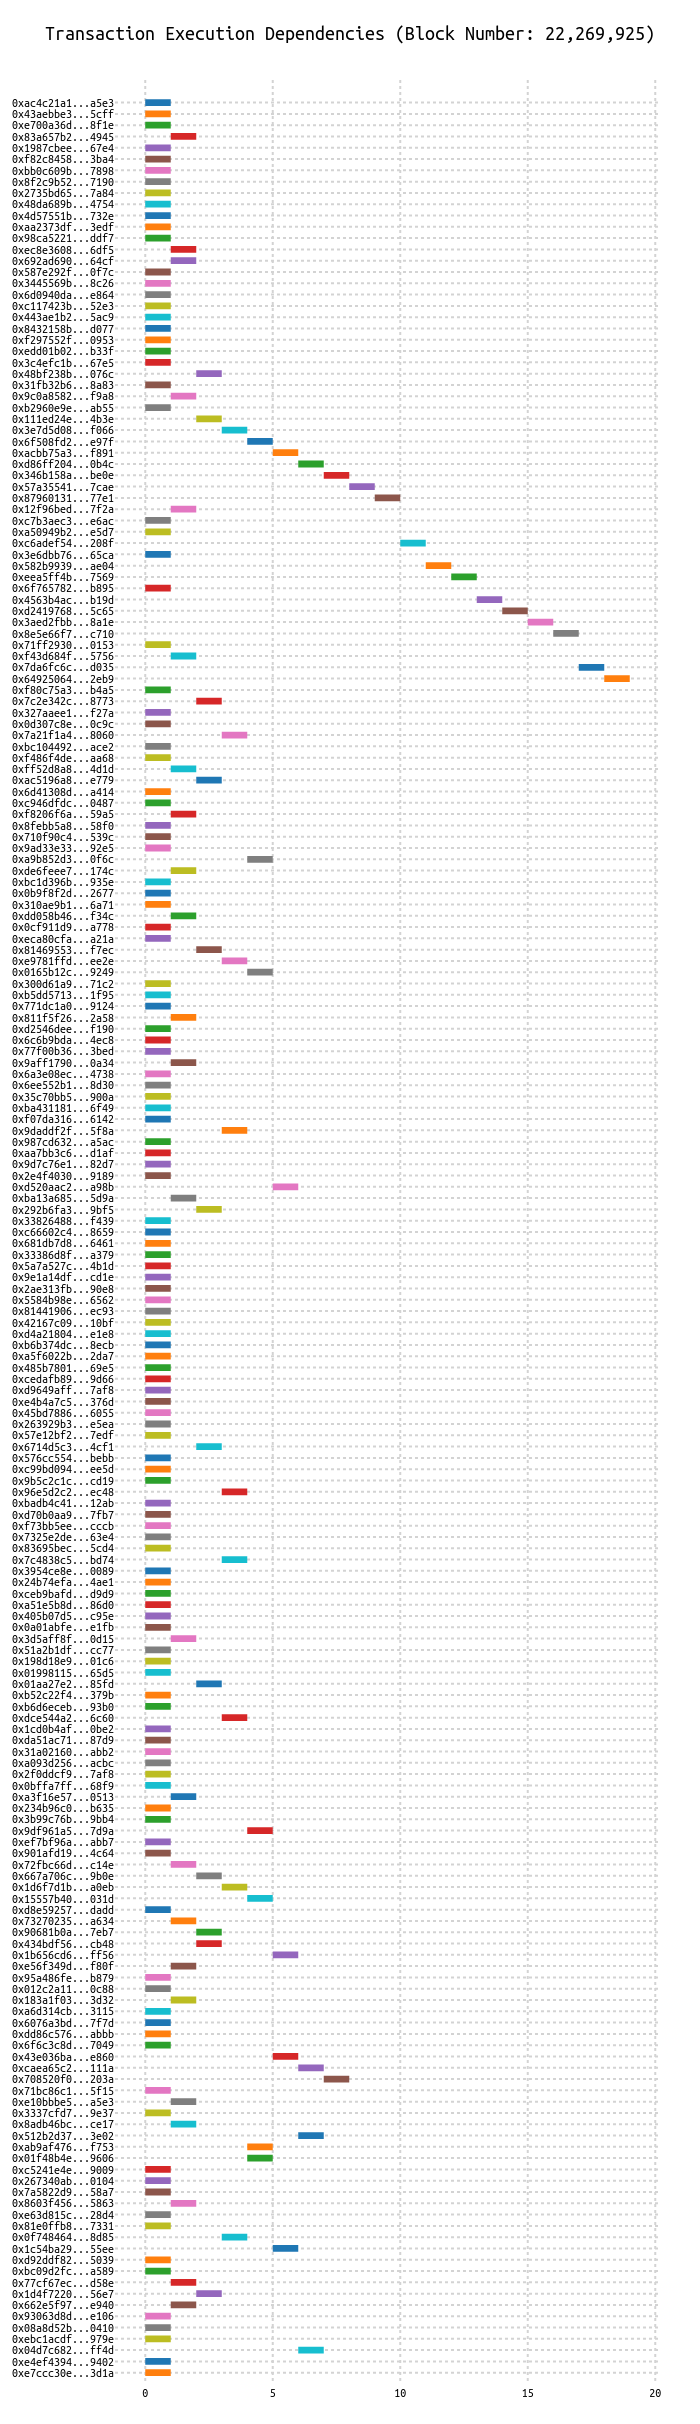 Transaction Execution Dependencies (Block Number: 22,269,925)
0xac4c21a1...a5e3
0x43aebbe3...5cff
0xe700a36d...8f1e
0x83a657b2...4945
0x1987cbee...67e4
0xf82c8458...3ba4
0xbb0c609b...7898
0x8f2c9b52...7190
0x2735bd65...7a84
0x48da689b...4754
0x4d57551b...732e
0xaa2373df...3edf
0x98ca5221...ddf7
0xec8e3608...6df5
0x692ad690...64cf
0x587e292f...0f7c
0x3445569b...8c26
0x6d0940da...e864
0xc117423b...52e3
0x443ae1b2...5ac9
0x8432158b...d077
0xf297552f...0953
0xedd01b02...b33f
0x3c4efc1b...67e5
0x48bf238b...076c
0x31fb32b6...8a83
0x9c0a8582...f9a8
0xb2960e9e...ab55
0x111ed24e...4b3e
0x3e7d5d08...f066
0x6f508fd2...e97f
0xacbb75a3...f891
0xd86ff204...0b4c
0x346b158a...be0e
0x57a35541...7cae
0x87960131...77e1
0x12f96bed...7f2a
0xc7b3aec3...e6ac
0xa50949b2...e5d7
0xc6adef54...208f
0x3e6dbb76...65ca
0x582b9939...ae04
0xeea5ff4b...7569
0x6f765782...b895
0x4563b4ac...b19d
0xd2419768...5c65
0x3aed2fbb...8a1e
0x8e5e66f7...c710
0x71ff2930...0153
0xf43d684f...5756
0x7da6fc6c...d035
0x64925064...2eb9
0xf80c75a3...b4a5
0x7c2e342c...8773
0x327aaee1...f27a
0x0d307c8e...0c9c
0x7a21f1a4...8060
0xbc104492...ace2
0xf486f4de...aa68
0xff52d8a8...4d1d
0xac5196a8...e779
0x6d41308d...a414
0xc946dfdc...0487
0xf8206f6a...59a5
0x8febb5a8...58f0
0x710f90c4...539c
0x9ad33e33...92e5
0xa9b852d3...0f6c
0xde6feee7...174c
0xbc1d396b...935e
0x0b9f8f2d...2677
0x310ae9b1...6a71
0xdd058b46...f34c
0x0cf911d9...a778
0xeca80cfa...a21a
0x81469553...f7ec
0xe9781ffd...ee2e
0x0165b12c...9249
0x300d61a9...71c2
0xb5dd5713...1f95
0x771dc1a0...9124
0x811f5f26...2a58
0xd2546dee...f190
0x6c6b9bda...4ec8
0x77f00b36...3bed
0x9aff1790...0a34
0x6a3e08ec...4738
0x6ee552b1...8d30
0x35c70bb5...900a
0xba431181...6f49
0xf07da316...6142
0x9daddf2f...5f8a
0x987cd632...a5ac
0xaa7bb3c6...d1af
0x9d7c76e1...82d7
0x2e4f4030...9189
0xd520aac2...a98b
0xba13a685...5d9a
0x292b6fa3...9bf5
0x33826488...f439
0xc66602c4...8659
0x681db7d8...6461
0x33386d8f...a379
0x5a7a527c...4b1d
0x9e1a14df...cd1e
0x2ae313fb...90e8
0x5584b98e...6562
0x81441906...ec93
0x42167c09...10bf
0xd4a21804...e1e8
0xb6b374dc...8ecb
0xa5f6022b...2da7
0x485b7801...69e5
0xcedafb89...9d66
0xd9649aff...7af8
0xe4b4a7c5...376d
0x45bd7886...6055
0x263929b3...e5ea
0x57e12bf2...7edf
0x6714d5c3...4cf1
0x576cc554...bebb
0xc99bd094...ee5d
0x9b5c2c1c...cd19
0x96e5d2c2...ec48
0xbadb4c41...12ab
0xd70b0aa9...7fb7
0xf73bb5ee...cccb
0x7325e2de...63e4
0x83695bec...5cd4
0x7c4838c5...bd74
0x3954ce8e...0089
0x24b74efa...4ae1
0xceb9bafd...d9d9
0xa51e5b8d...86d0
0x405b07d5...c95e
0x0a01abfe...e1fb
0x3d5aff8f...0d15
0x51a2b1df...cc77
0x198d18e9...01c6
0x01998115...65d5
0x01aa27e2...85fd
0xb52c22f4...379b
0xb6d6eceb...93b0
0xdce544a2...6c60
0x1cd0b4af...0be2
0xda51ac71...87d9
0x31a02160...abb2
0xa093d256...acbc
0x2f0ddcf9...7af8
0x0bffa7ff...68f9
0xa3f16e57...0513
0x234b96c0...b635
0x3b99c76b...9bb4
0x9df961a5...7d9a
0xef7bf96a...abb7
0x901afd19...4c64
0x72fbc66d...c14e
0x667a706c...9b0e
0x1d6f7d1b...a0eb
0x15557b40...031d
0xd8e59257...dadd
0x73270235...a634
0x90681b0a...7eb7
0x434bdf56...cb48
0x1b656cd6...ff56
0xe56f349d...f80f
0x95a486fe...b879
0x012c2a11...0c88
0x183a1f03...3d32
0xa6d314cb...3115
0x6076a3bd...7f7d
0xdd86c576...abbb
0x6f6c3c8d...7049
0x43e036ba...e860
0xcaea65c2...111a
0x708520f0...203a
0x71bc86c1...5f15
0xe10bbbe5...a5e3
0x3337cfd7...9e37
0x8adb46bc...ce17
0x512b2d37...3e02
0xab9af476...f753
0x01f48b4e...9606
0xc5241e4e...9009
0x267340ab...0104
0x7a5822d9...58a7
0x8603f456...5863
0xe63d815c...28d4
0x81e0ffb8...7331
0x0f748464...8d85
0x1c54ba29...55ee
0xd92ddf82...5039
0xbc09d2fc...a589
0x77cf67ec...d58e
0x1d4f7220...56e7
0x662e5f97...e940
0x93063d8d...e106
0x08a8d52b...0410
0xebc1acdf...979e
0x04d7c682...ff4d
0xe4ef4394...9402
0xe7ccc30e...3d1a
0 5 10 15 20